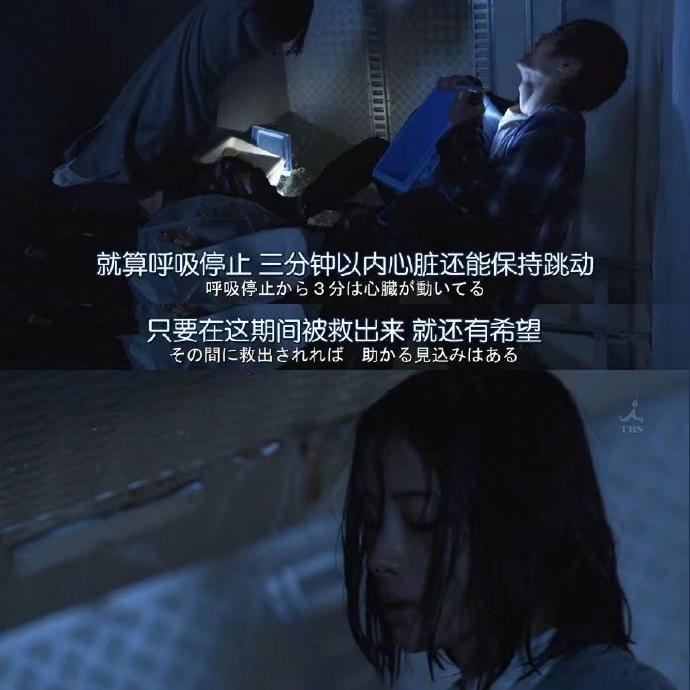 就算呼吸停止 三分钟以内心脏还能保持跳动
呼吸停止から３分は心臓が動いてる
只要在这期间被救出来 就还有希望
その間に救出されれば　助かる見込みはある
TBS